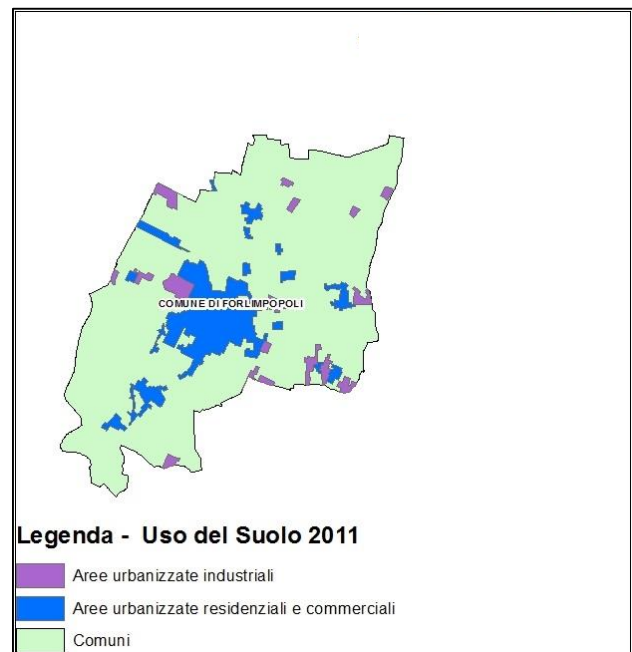 COMUNE DI FORLIMPOPOLI
Legenda - Uso del Suolo 2011
Aree urbanizzate industriali
Aree urbanizzate residenziali e commerciali
Comuni